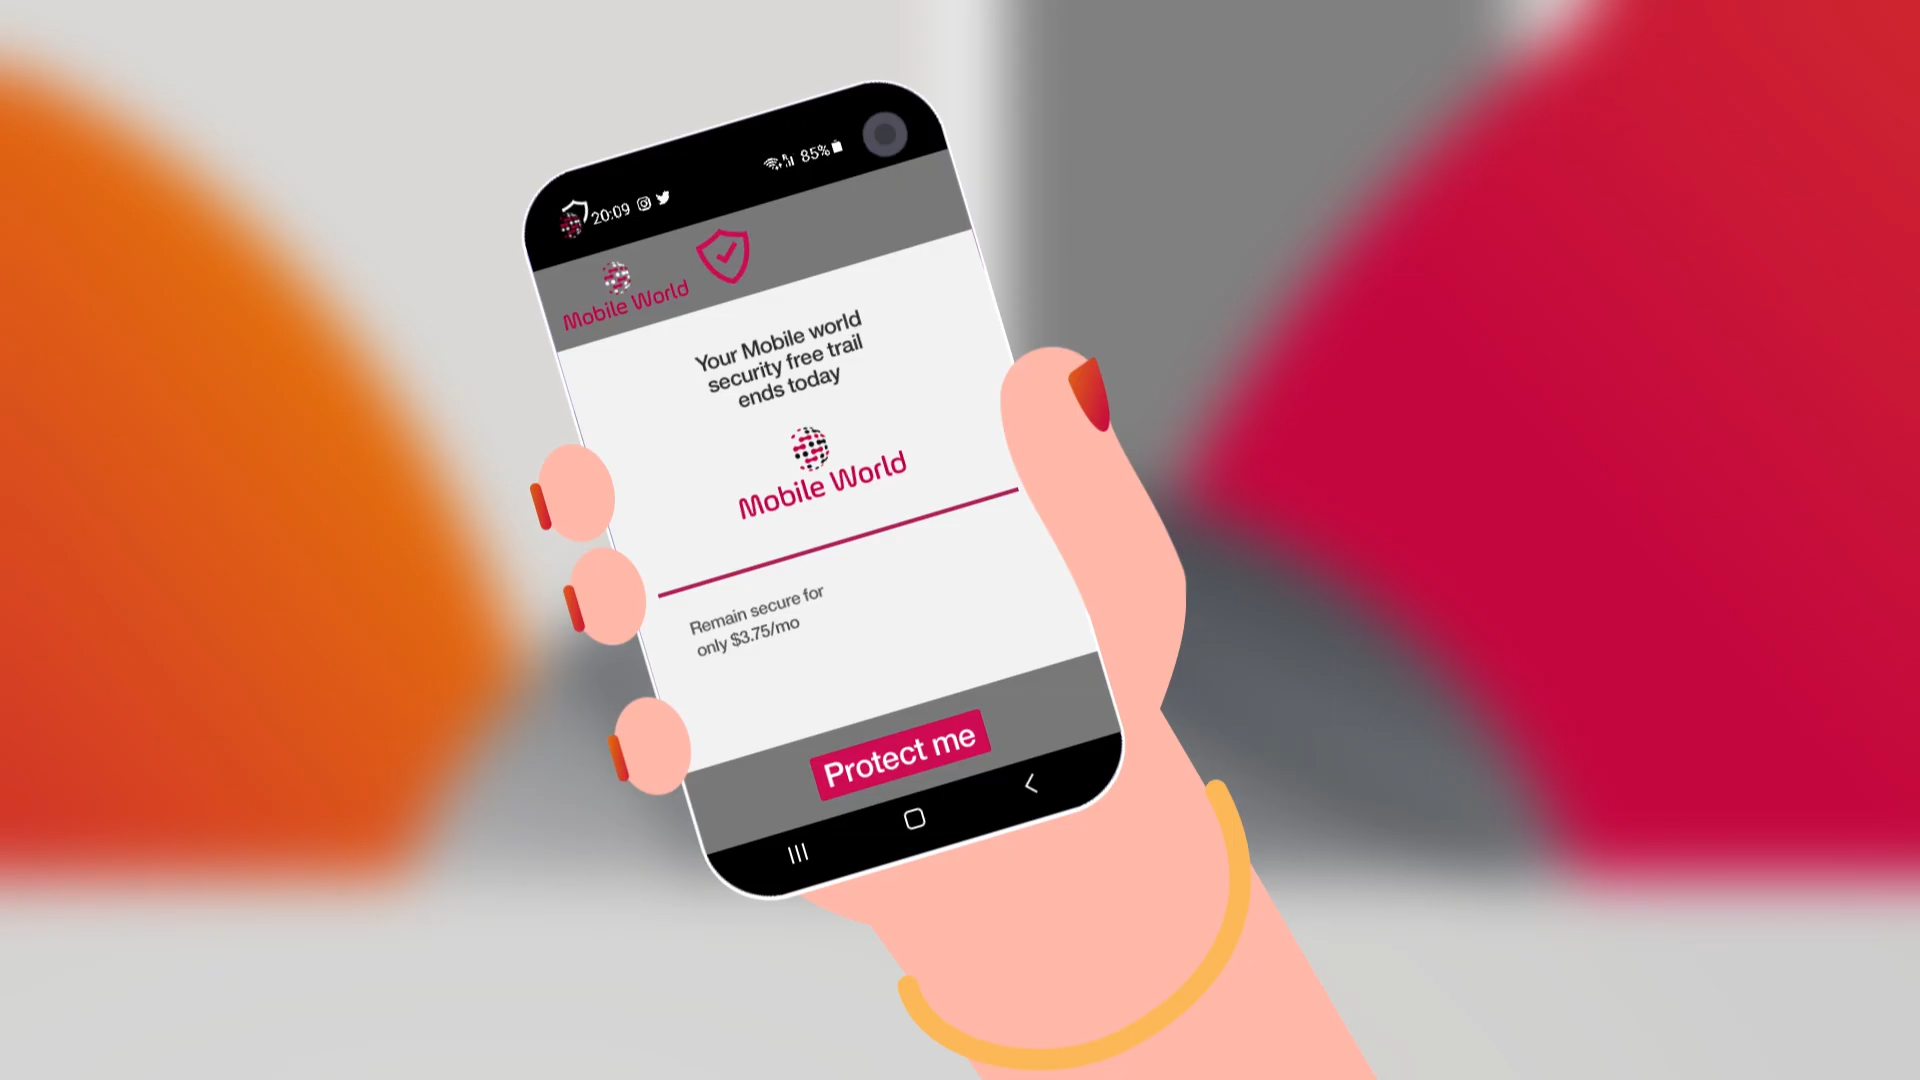 20:09
85%
Mobile World
Your Mobile world
security free trail
ends today
Mobile World
Remain secure for
only $3.75/mo
Protect me